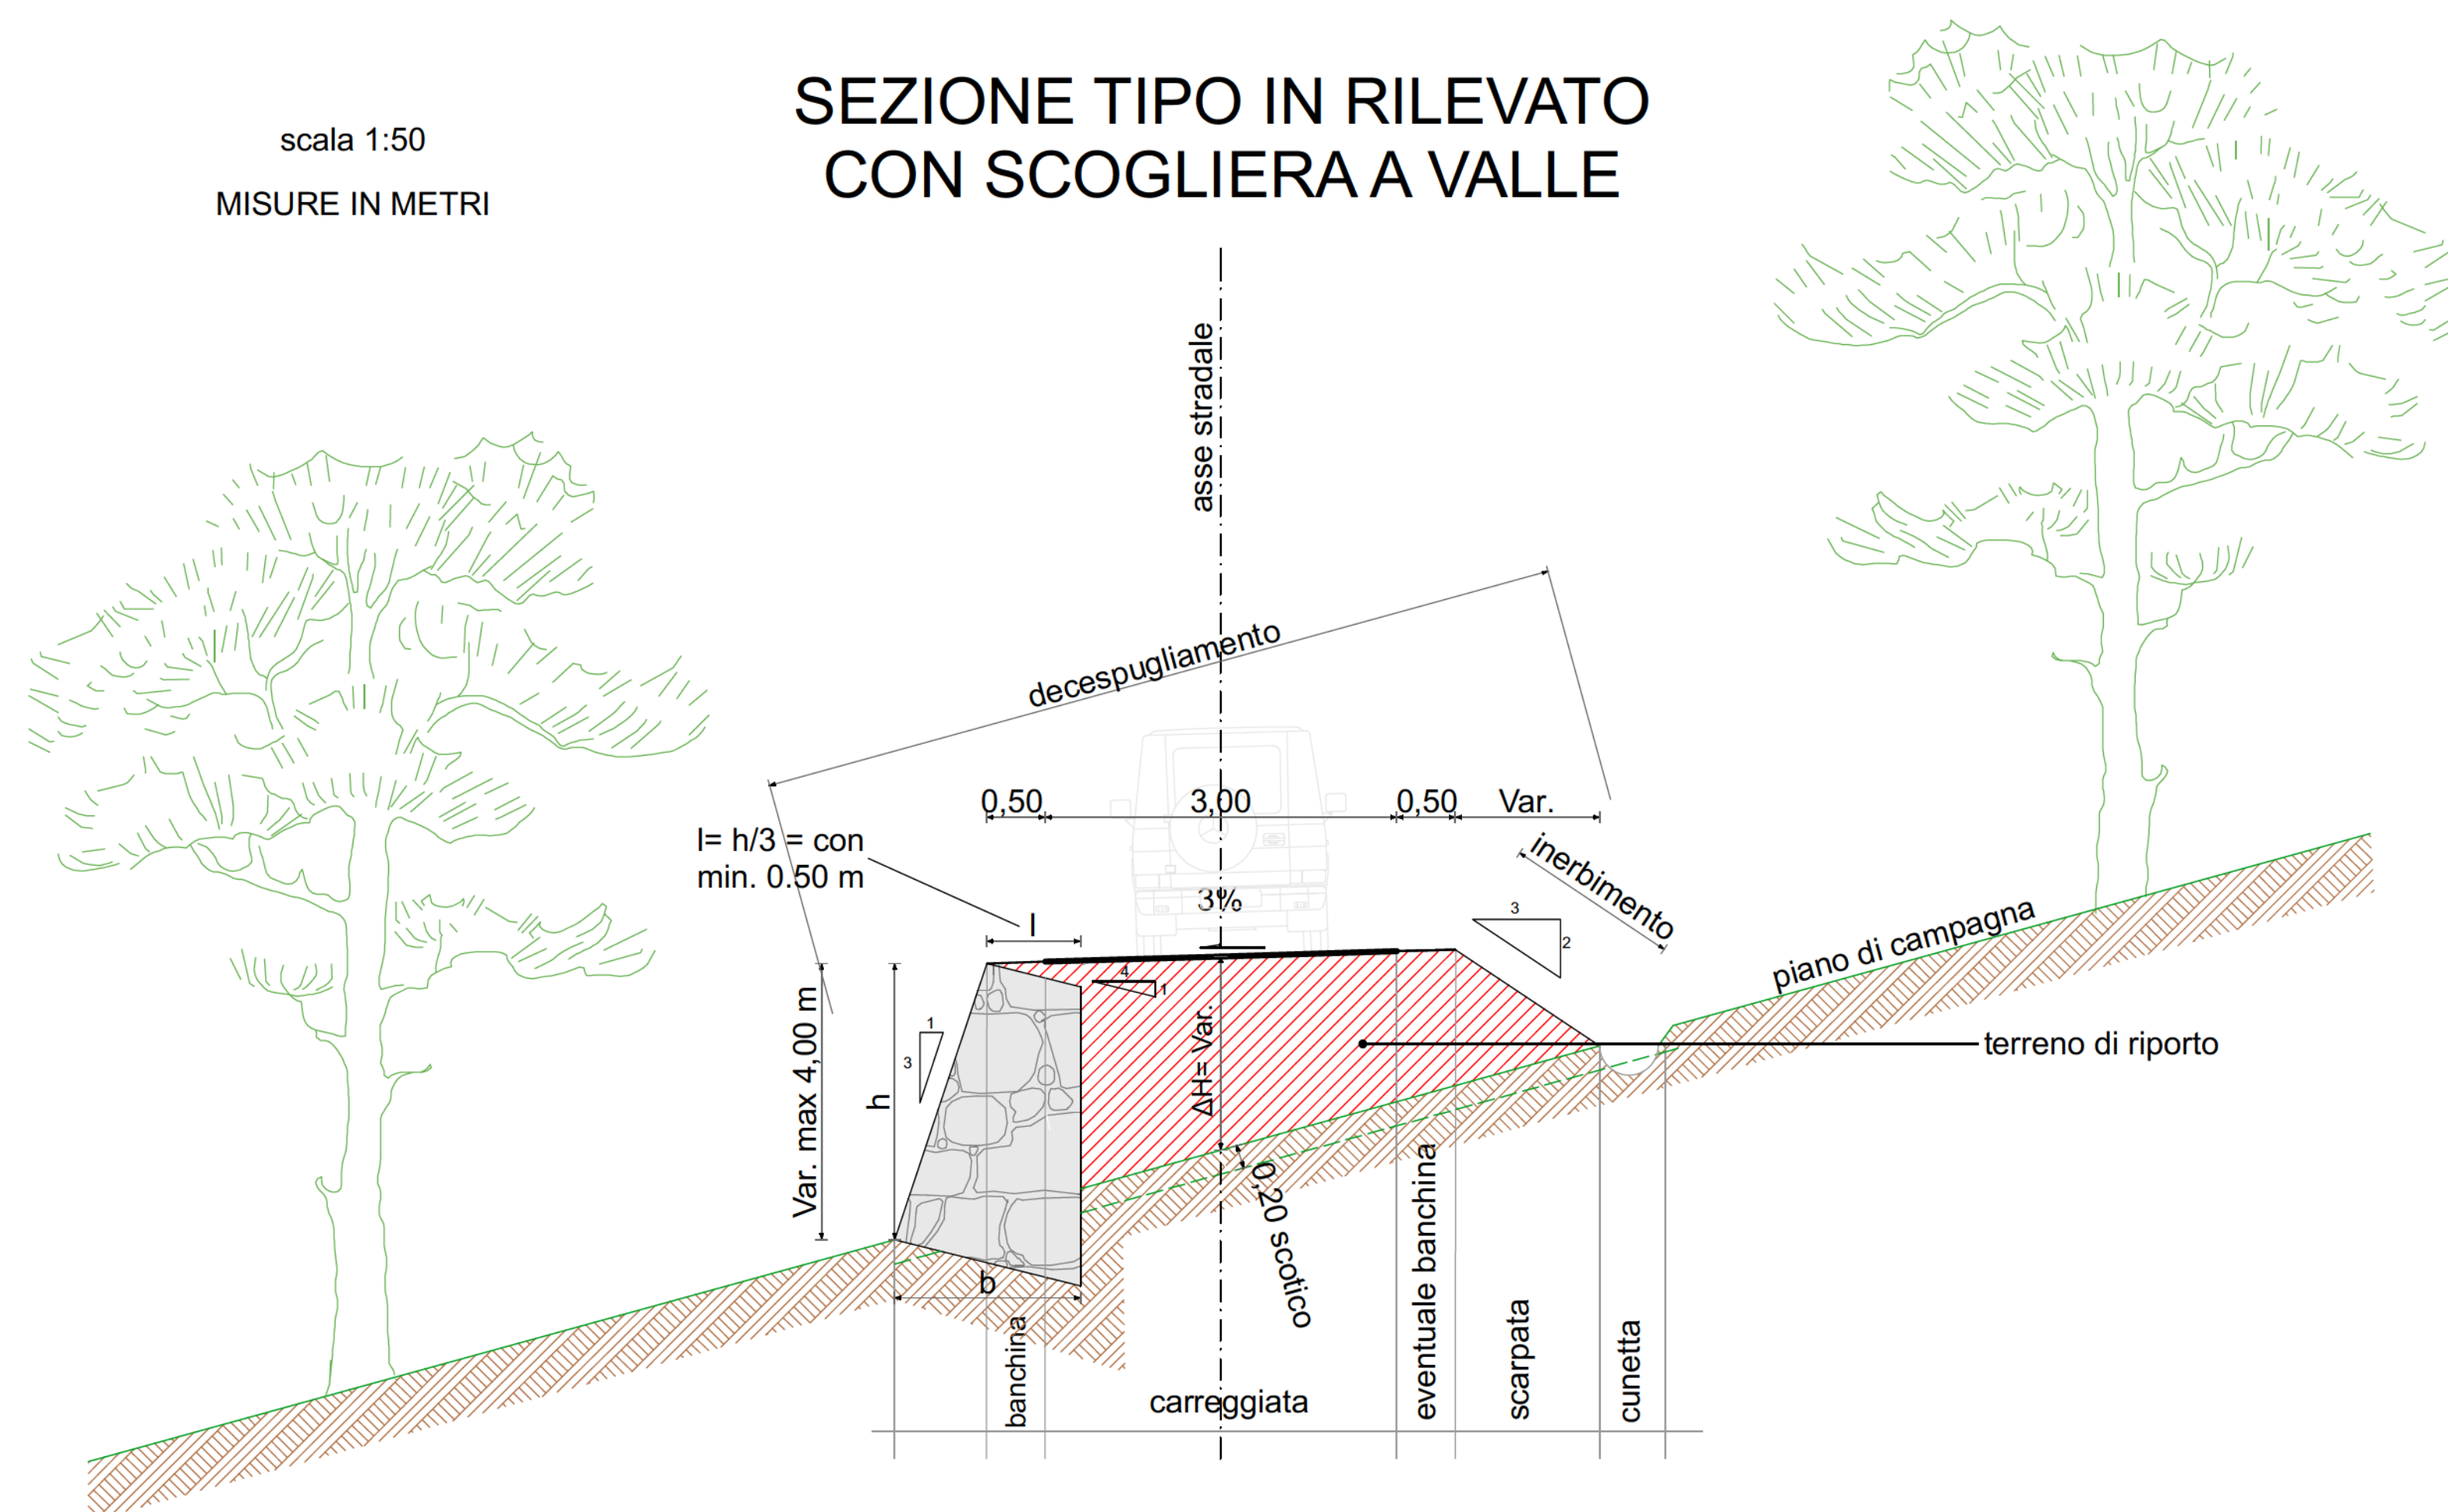 SEZIONE TIPO IN RILEVATO
CON SCOGLIERA A VALLE
scala 1:50
MISURE IN METRI
asse stradale
decespugliamento
0,50
3,00
0,50
Var.
l= h/3 = con
min. 0.50 m
inerbimento
3%
l
3
2
piano di campagna
4
1
Var. max 4,00 m
h
1
3
ΔH= Var.
terreno di riporto
0,20 scotico
b
banchina
carreggiata
eventuale banchina
scarpata
cunetta